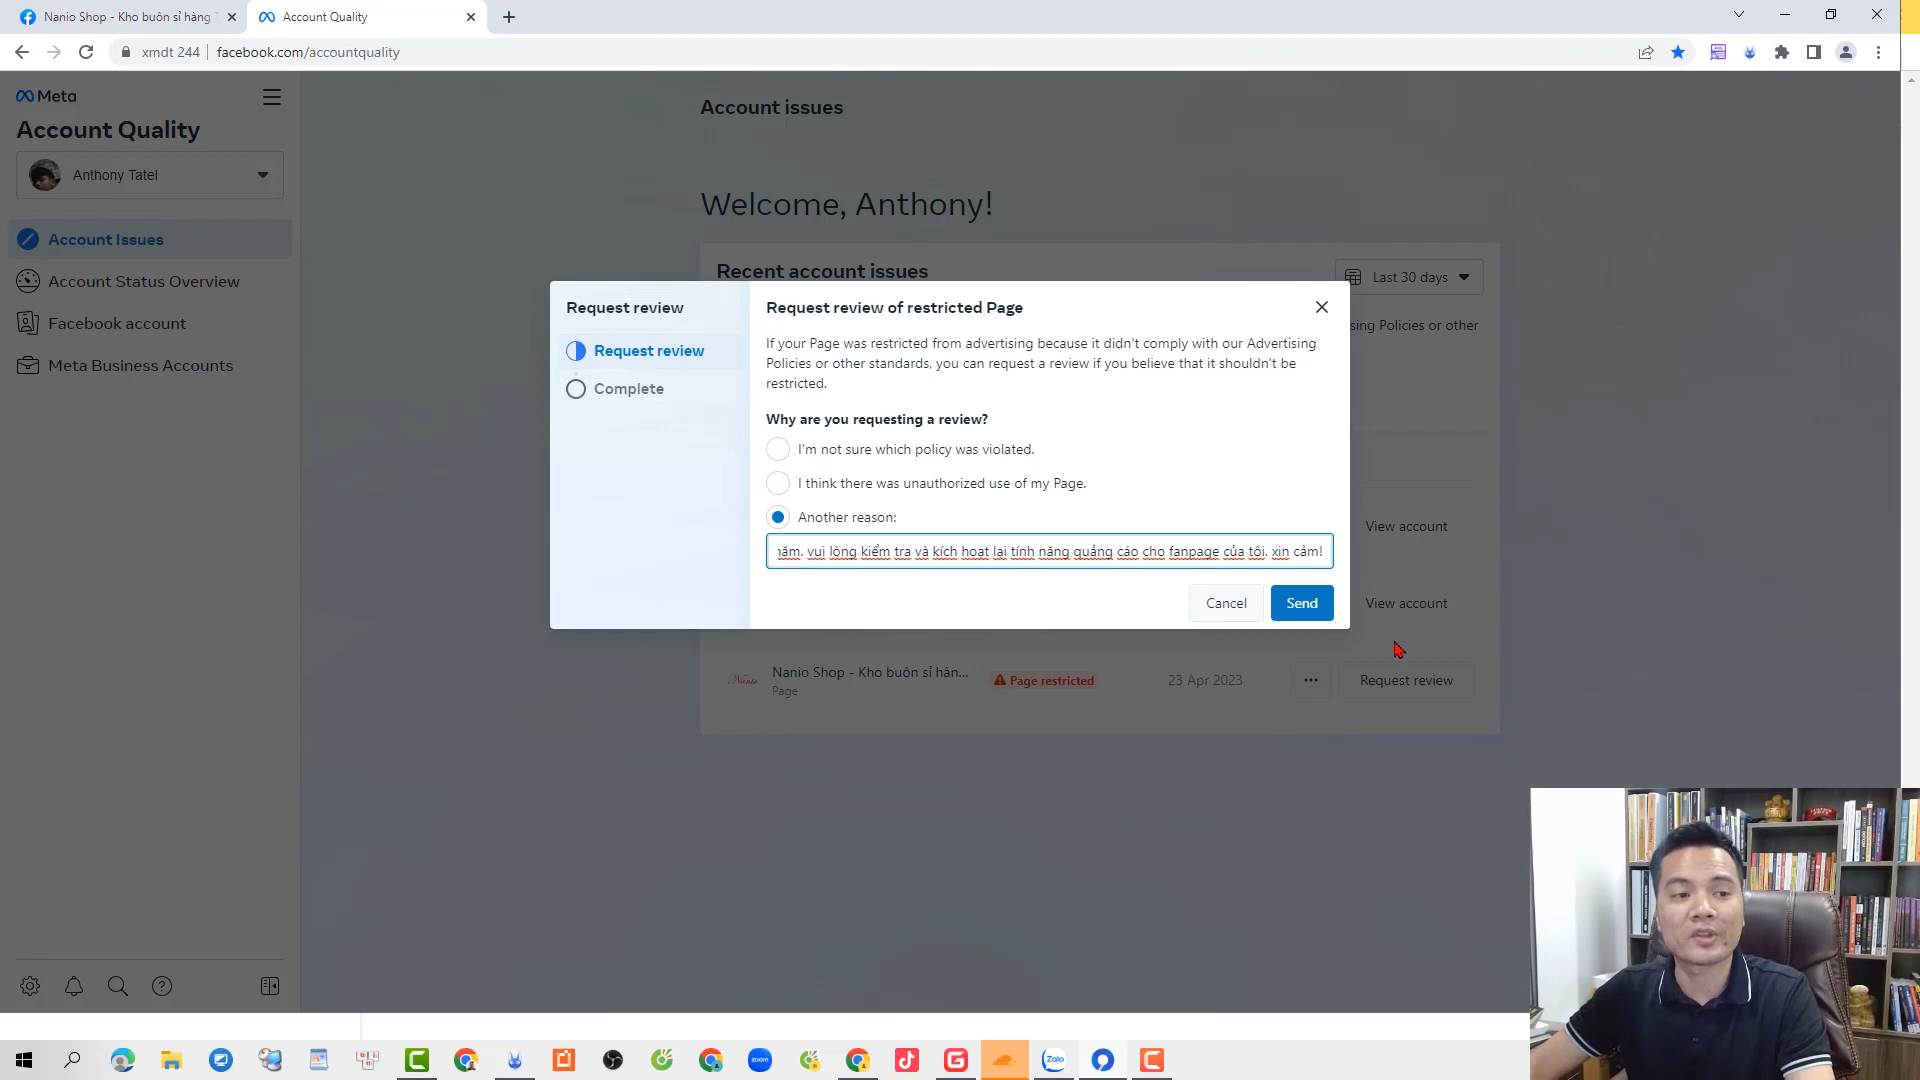 Nanio Shop - Kho buôn sỉ hàng T
Account Quality
xmdt 244
facebook.com/accountquality
Meta
Account Quality
Anthony Tatel
Account Issues
Account Status Overview
Facebook account
Meta Business Accounts
Account issues
Welcome, Anthony!
Recent account issues
Last 30 days
sing Policies or other
Request review
Request review
Complete
Request review of restricted Page
If your Page was restricted from advertising because it didn't comply with our Advertising
Policies or other standards, you can request a review if you believe that it shouldn't be
restricted.
Why are you requesting a review?
I'm not sure which policy was violated.
I think there was unauthorized use of my Page.
Another reason:
năm. vui lòng kiểm tra và kích hoạt lại tính năng quảng cáo cho fanpage của tôi. xin cảm!
Cancel
Send
View account
View account
Nanio Shop - Kho buôn sỉ hàn...
Page
Page restricted
23 Apr 2023
Request review
Nanio
zoom
Zalo